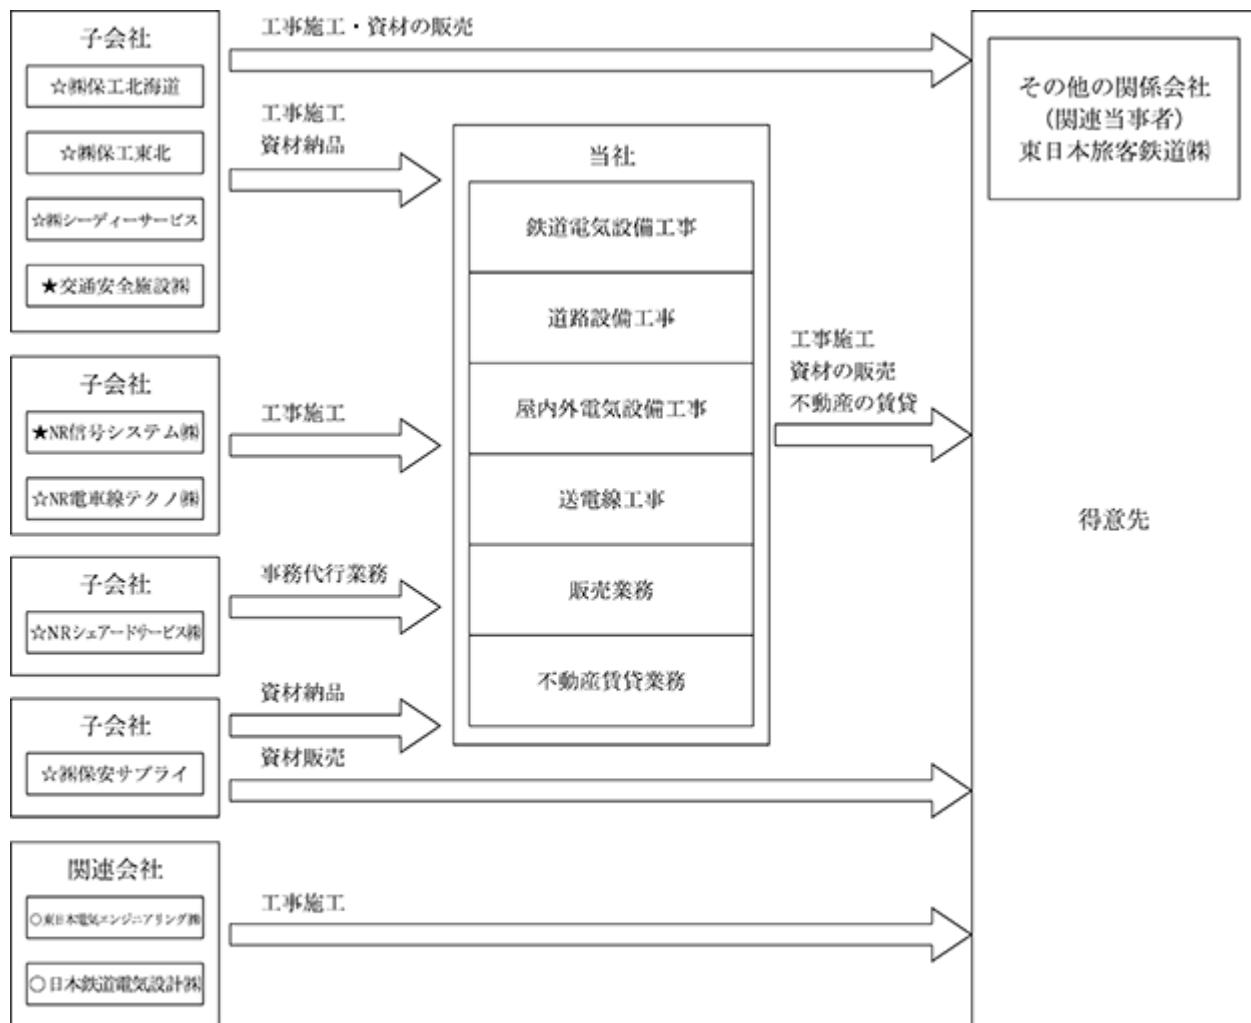 子会社
☆㈱保工北海道
☆㈱保工東北
☆㈱シーディーサービス
★交通安全施設㈱
工事施工・資材の販売
工事施工
資材納品
子会社
★NR信号システム㈱
☆NR電車線テクノ㈱
工事施工
子会社
☆NRシェアードサービス㈱
事務代行業務
子会社
☆㈱保安サプライ
資材納品
資材販売
関連会社
○東日本電気エンジニアリング㈱
○日本鉄道電気設計㈱
工事施工
当社
鉄道電気設備工事
道路設備工事
屋内外電気設備工事
送電線工事
販売業務
不動産賃貸業務
工事施工
資材の販売
不動産の賃貸
その他の関係会社
(関連当事者)
東日本旅客鉄道㈱
得意先